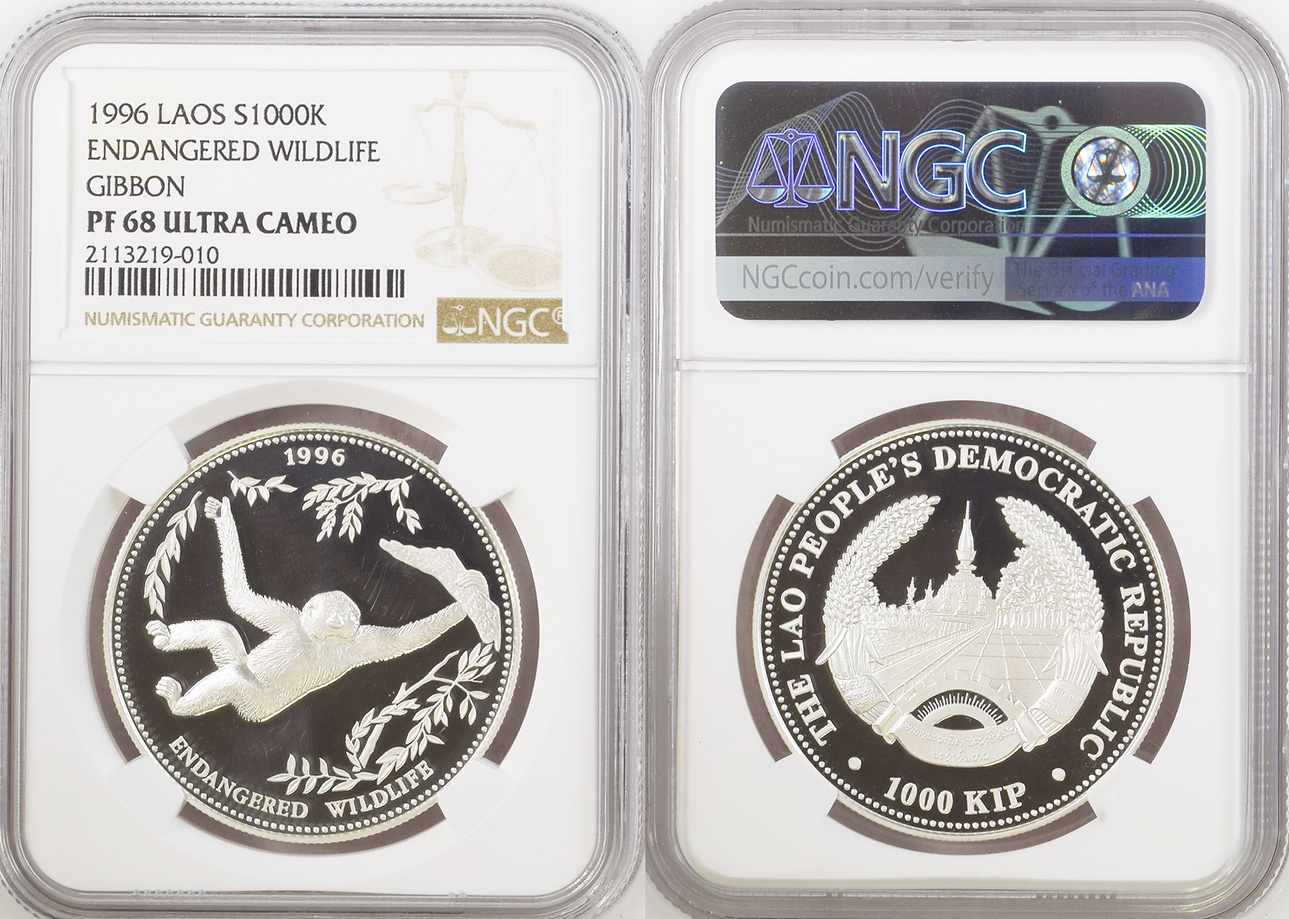 1996 LAOS S1000K
ENDANGERED WILDLIFE
GIBBON
PF 68 ULTRA CAMEO
2113219-010
NUMISMATIC GUARANTY CORPORATION
NGC®
1996
ENDANGERED WILDLIFE
NGC
Numismatic Guaranty Corporation
NGCcoin.com/verify
The Official Grading
Service of the ANA
THE LAO PEOPLE'S DEMOCRATIC REPUBLIC
• 1000 KIP •